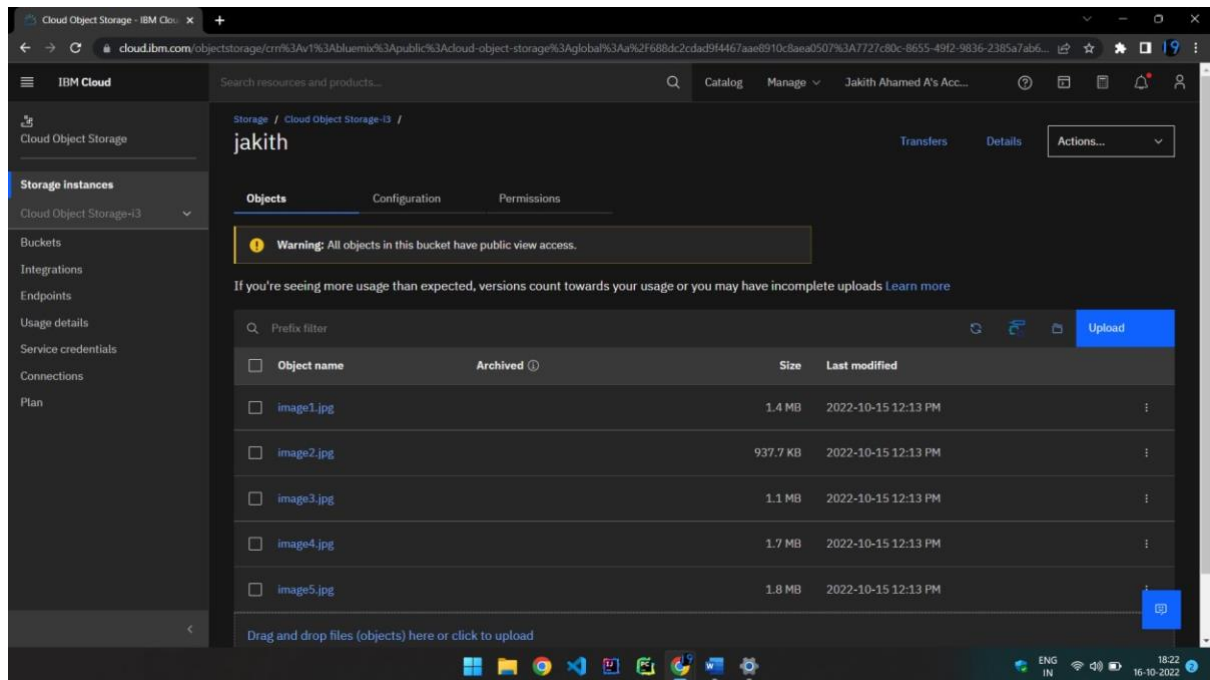 Cloud Object Storage - IBM Clou
cloud.ibm.com/objectstorage/crn%3Av1%3Abluemix%3Apublic%3Acloud-object-storage%3Aglobal%3Aa%2F688dc2cdad9f4467aae8910c8aea0507%3A7727c80c-8655-49f2-9836-2385a7ab6...
19
IBM Cloud
Search resources and products...
Catalog
Manage
Jakith Ahamed A's Acc...
Cloud Object Storage
Storage / Cloud Object Storage-i3 /
jakith
Transfers
Details
Actions...
Storage instances
Cloud Object Storage-i3
Buckets
Integrations
Endpoints
Usage details
Service credentials
Connections
Plan
Objects Configuration Permissions
Warning: All objects in this bucket have public view access.
If you're seeing more usage than expected, versions count towards your usage or you may have incomplete uploads Learn more
Prefix filter
Upload
Object name Archived Size Last modified
image1.jpg 1.4 MB 2022-10-15 12:13 PM
image2.jpg 937.7 KB 2022-10-15 12:13 PM
image3.jpg 1.1 MB 2022-10-15 12:13 PM
image4.jpg 1.7 MB 2022-10-15 12:13 PM
image5.jpg 1.8 MB 2022-10-15 12:13 PM
Drag and drop files (objects) here or click to upload
ENG
IN
18:22
16-10-2022
2